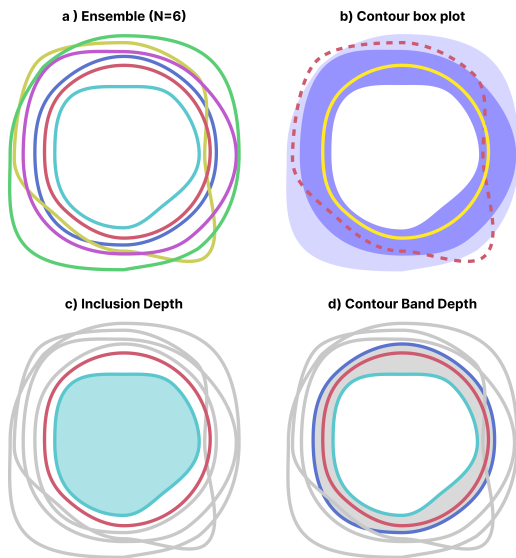 a ) Ensemble (N=6)
b) Contour box plot
c) Inclusion Depth
d) Contour Band Depth